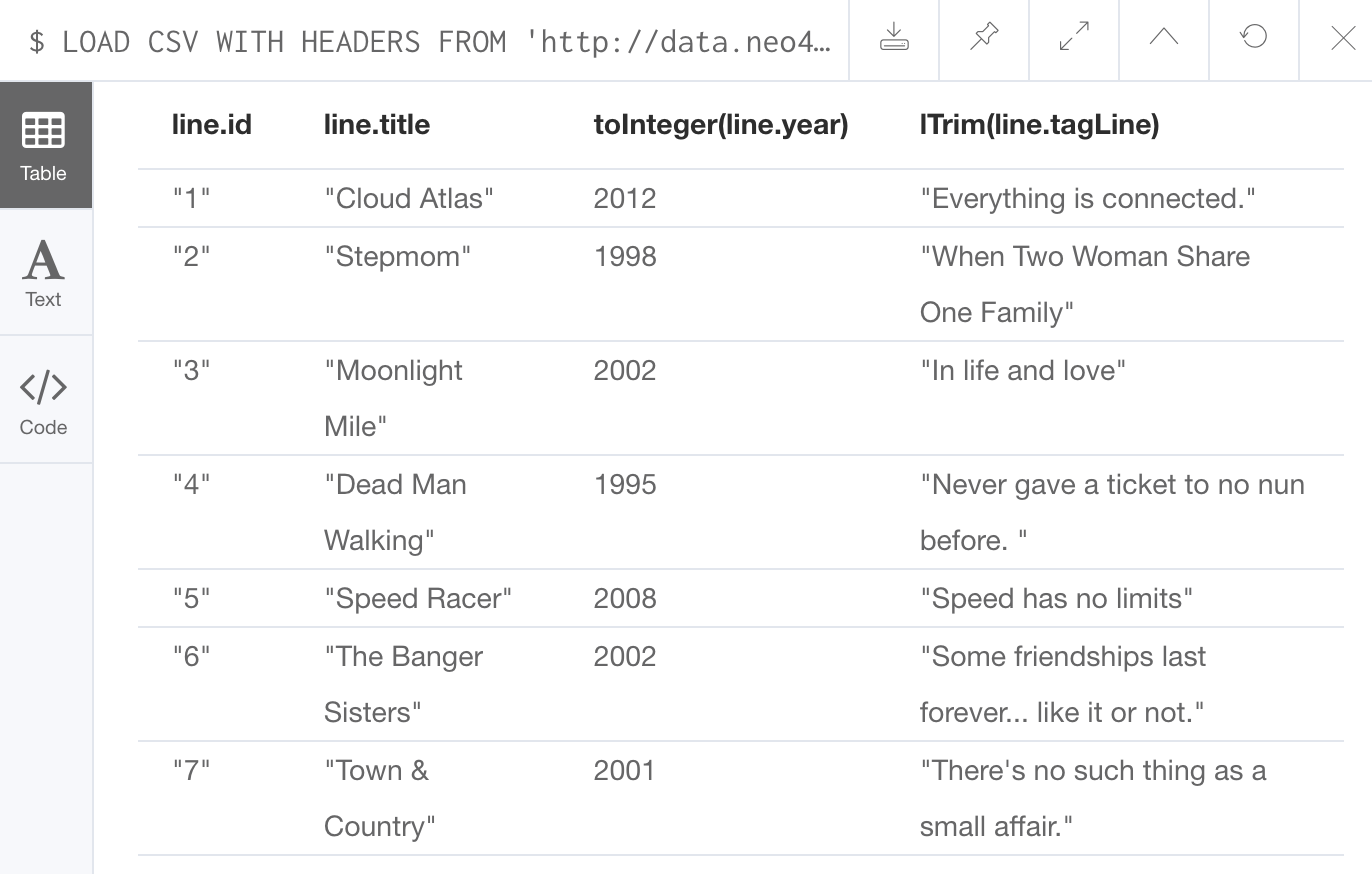 $ LOAD CSV WITH HEADERS FROM 'http://data.neo4…
Table
Text
Code
line.id line.title toInteger(line.year) lTrim(line.tagLine)
"1" "Cloud Atlas" 2012 "Everything is connected."
"2" "Stepmom" 1998 "When Two Woman Share
One Family"
"3" "Moonlight 2002 "In life and love"
Mile"
"4" "Dead Man 1995 "Never gave a ticket to no nun
Walking" before. "
"5" "Speed Racer" 2008 "Speed has no limits"
"6" "The Banger 2002 "Some friendships last
Sisters" forever... like it or not."
"7" "Town & 2001 "There's no such thing as a
Country" small affair."